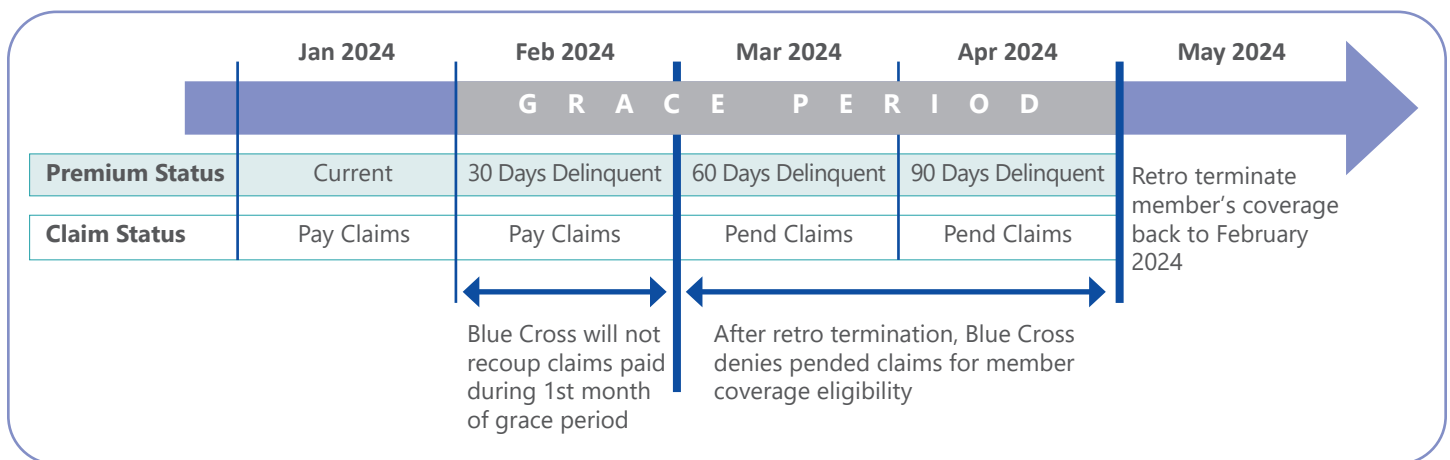 Jan 2024 Feb 2024 Mar 2024 Apr 2024 May 2024
GRACE PERIOD
Premium Status Current 30 Days Delinquent 60 Days Delinquent 90 Days Delinquent
Claim Status Pay Claims Pay Claims Pend Claims Pend Claims
Retro terminate
member’s coverage
back to February
2024
Blue Cross will not
recoup claims paid
during 1st month
of grace period
After retro termination, Blue Cross
denies pended claims for member
coverage eligibility